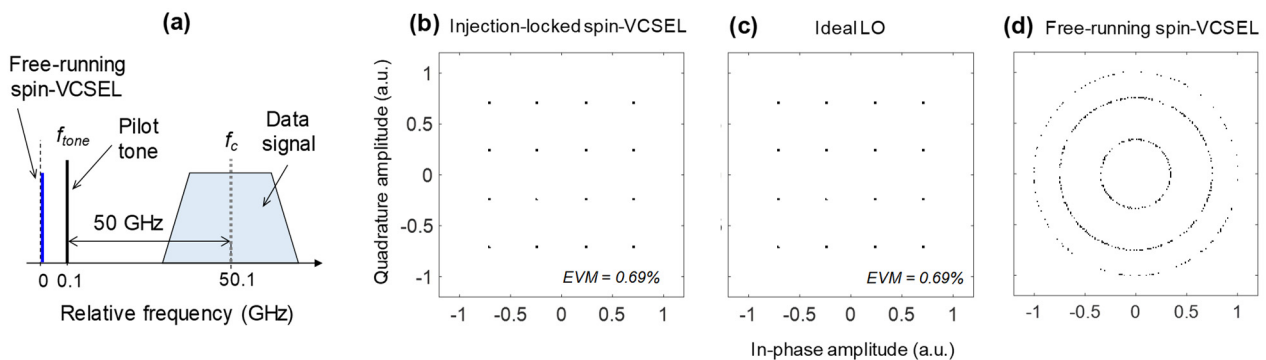 (a)
Free-running
spin-VCSEL
f_tone
Pilot
tone
f_c
Data
signal
50 GHz
0 0.1 50.1
Relative frequency (GHz)
(b) Injection-locked spin-VCSEL
Quadrature amplitude (a.u.)
1
0.5
0
-0.5
-1
EVM = 0.69%
-1 -0.5 0 0.5 1
(c) Ideal LO
EVM = 0.69%
-1 -0.5 0 0.5 1
In-phase amplitude (a.u.)
(d) Free-running spin-VCSEL
-1 -0.5 0 0.5 1